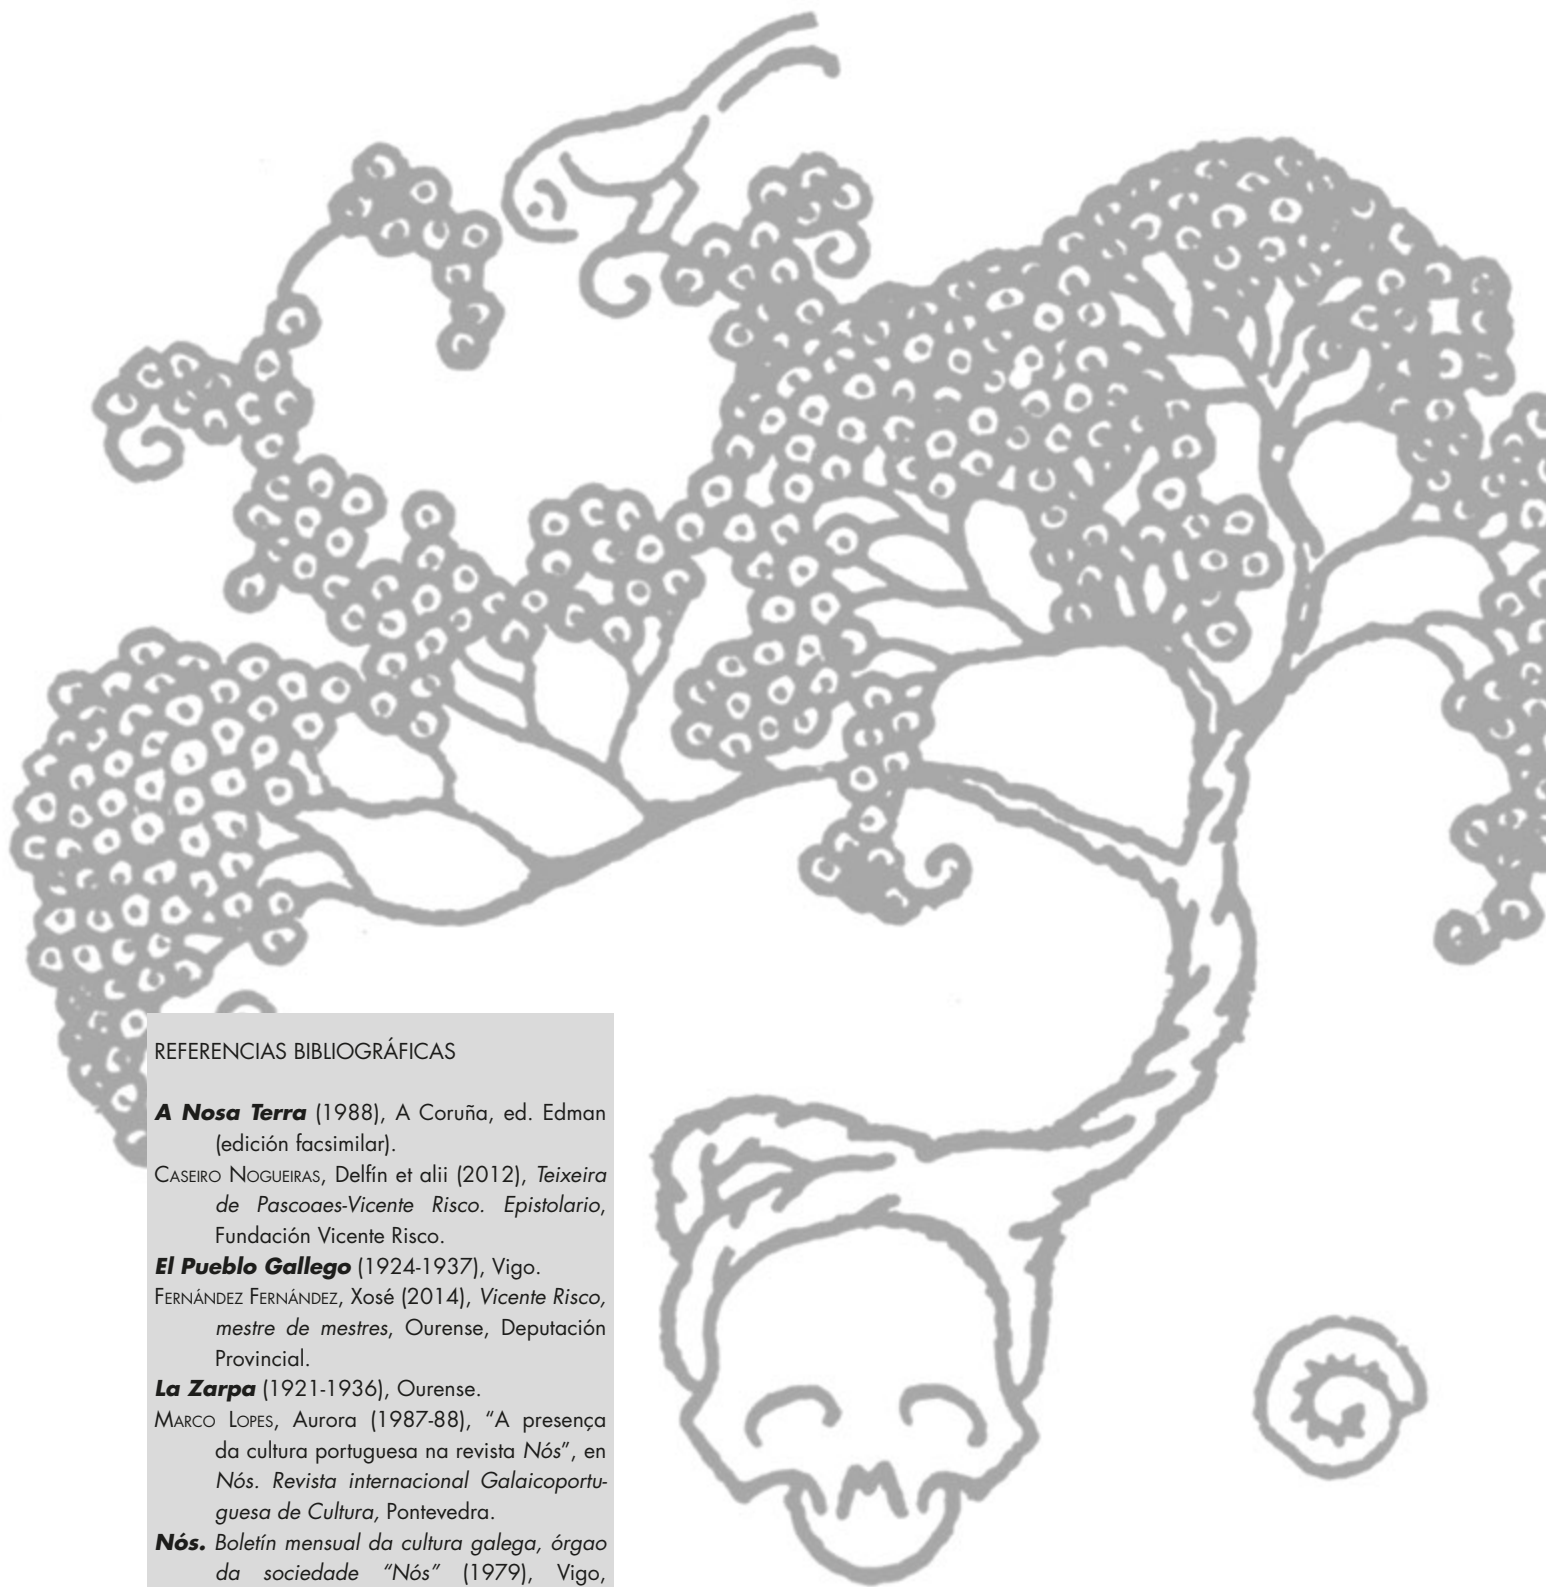 REFERENCIAS BIBLIOGRÁFICAS
A Nosa Terra (1988), A Coruña, ed. Edman
(edición facsimilar).
CASEIRO NOGUEIRAS, Delfín et alii (2012), Teixeira
de Pascoaes-Vicente Risco. Epistolario,
Fundación Vicente Risco.
El Pueblo Gallego (1924-1937), Vigo.
FERNÁNDEZ FERNÁNDEZ, Xosé (2014), Vicente Risco,
mestre de mestres, Ourense, Deputación
Provincial.
La Zarpa (1921-1936), Ourense.
MARCO LOPES, Aurora (1987-88), “A presença
da cultura portuguesa na revista Nós”, en
Nós. Revista internacional Galaicoportu-
guesa de Cultura, Pontevedra.
Nós. Boletín mensual da cultura galega, órgao
da sociedade “Nós” (1979), Vigo,